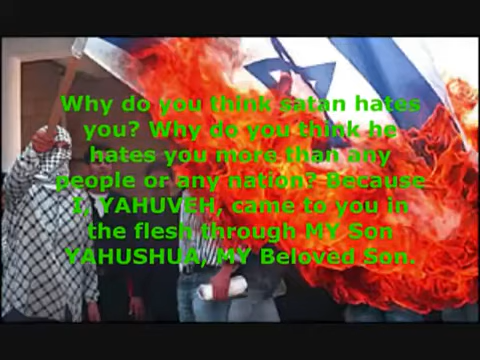 Why do you think satan hates
you? Why do you think he
hates you more than any
people or any nation? Because
I, YAHUVEH, came to you in
the flesh through MY Son
YAHUSHUA, MY Beloved Son.